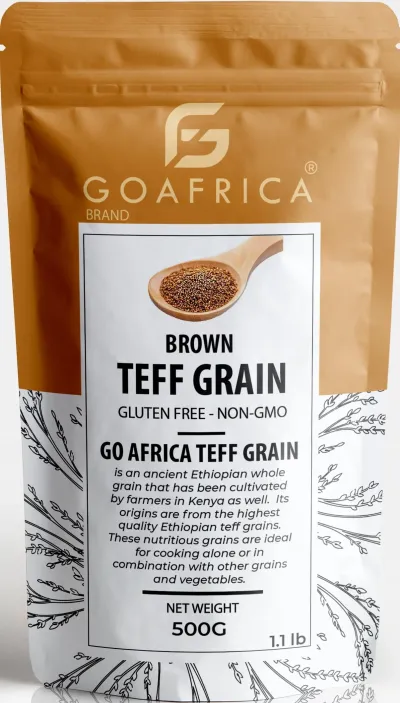 GOAFRICA®
BRAND
BROWN
TEFF GRAIN
GLUTEN FREE - NON-GMO
GO AFRICA TEFF GRAIN
is an ancient Ethiopian whole
grain that has been cultivated
by farmers in Kenya as well. Its
origins are from the highest
quality Ethiopian teff grains.
These nutritious grains are ideal
for cooking alone or in
combination with other grains
and vegetables.
NET WEIGHT
500G
1.1 lb